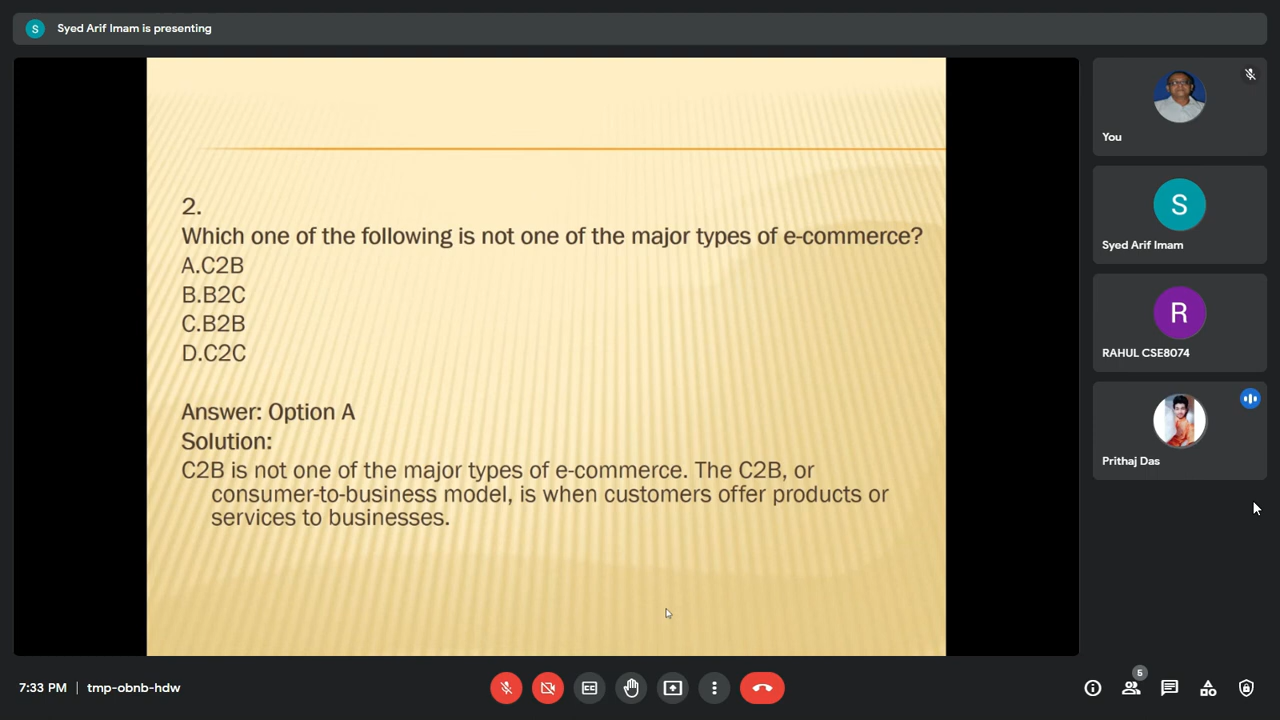 S
Syed Arif Imam is presenting
2.
Which one of the following is not one of the major types of e-commerce?
A.C2B
B.B2C
C.B2B
D.C2C
Answer: Option A
Solution:
C2B is not one of the major types of e-commerce. The C2B, or
consumer-to-business model, is when customers offer products or
services to businesses.
You
S
Syed Arif Imam
R
RAHUL CSE8074
Prithaj Das
7:33 PM | tmp-obnb-hdw
CC
5